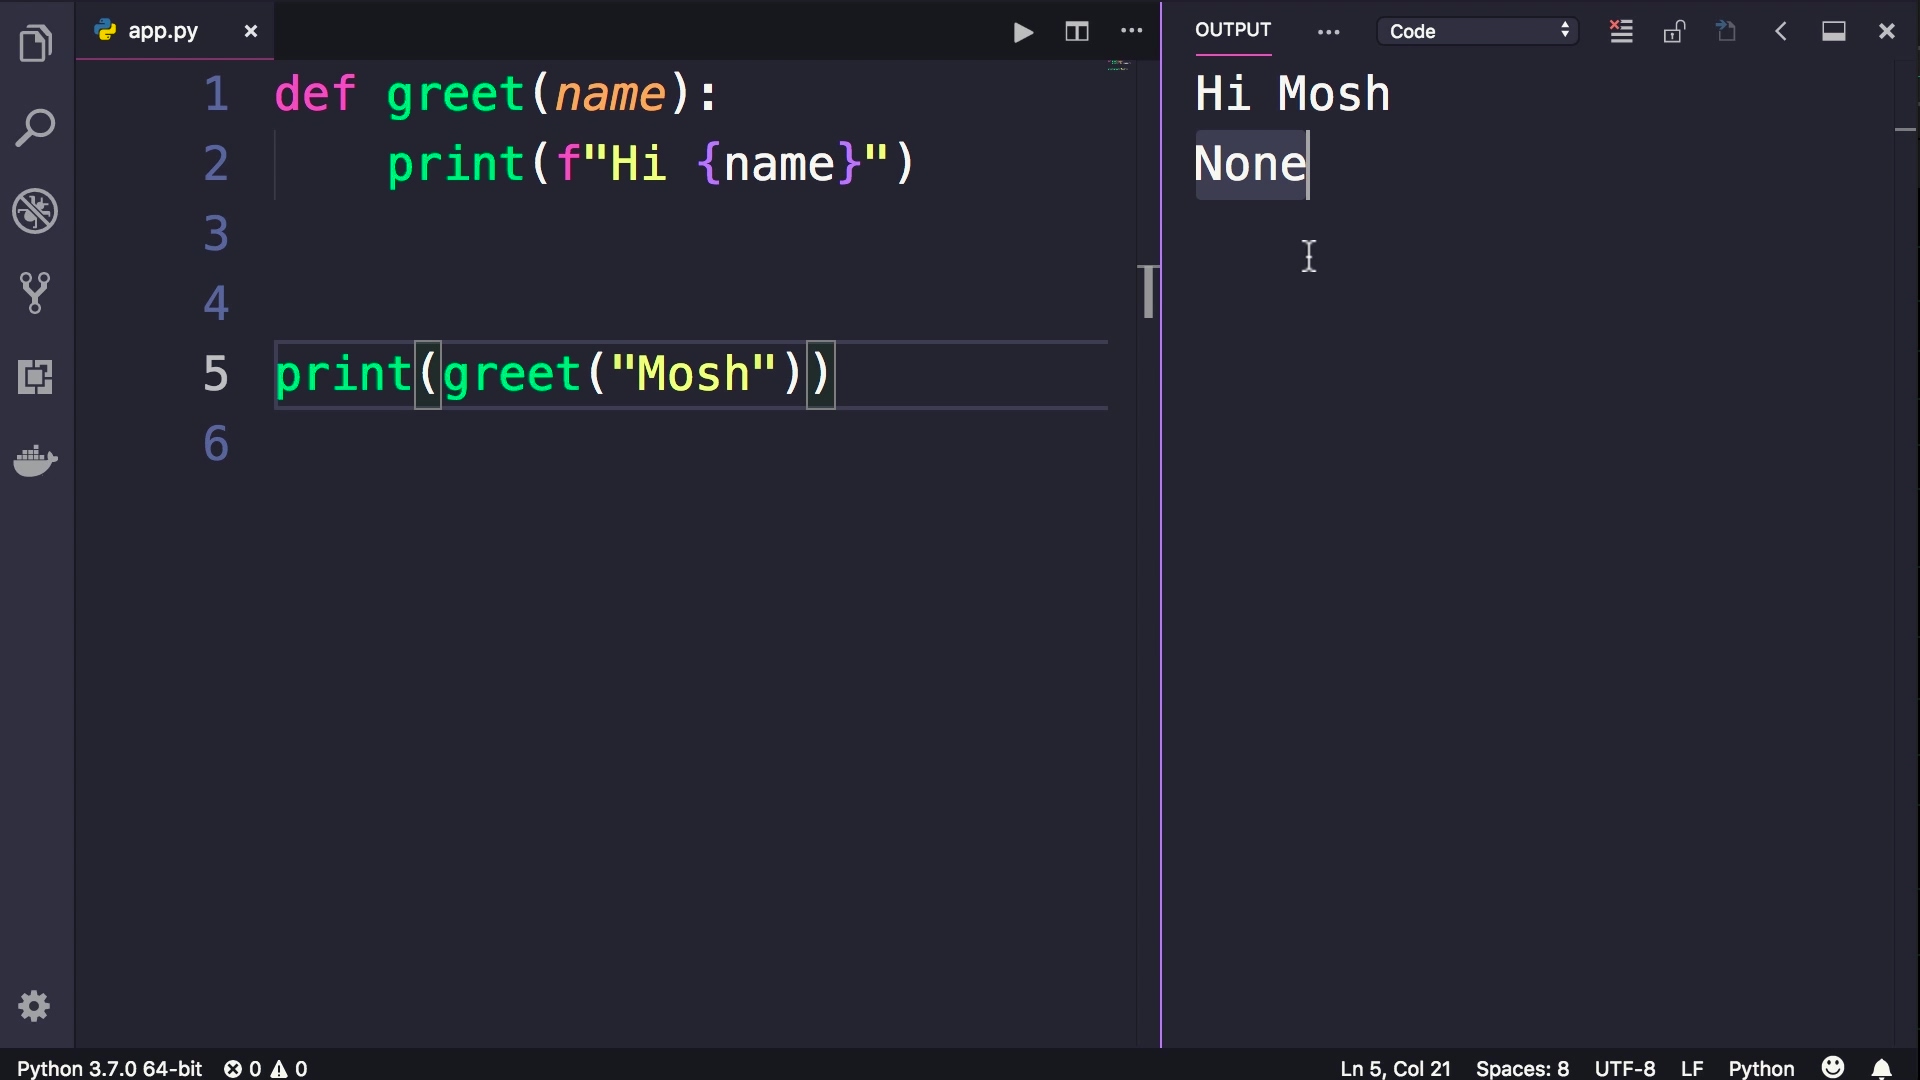 app.py
OUTPUT
Code
1 def greet(name):
2     print(f"Hi {name}")
3
4
5 print(greet("Mosh"))
6
Hi Mosh
None
Python 3.7.0 64-bit 0 0
Ln 5, Col 21 Spaces: 8 UTF-8 LF Python